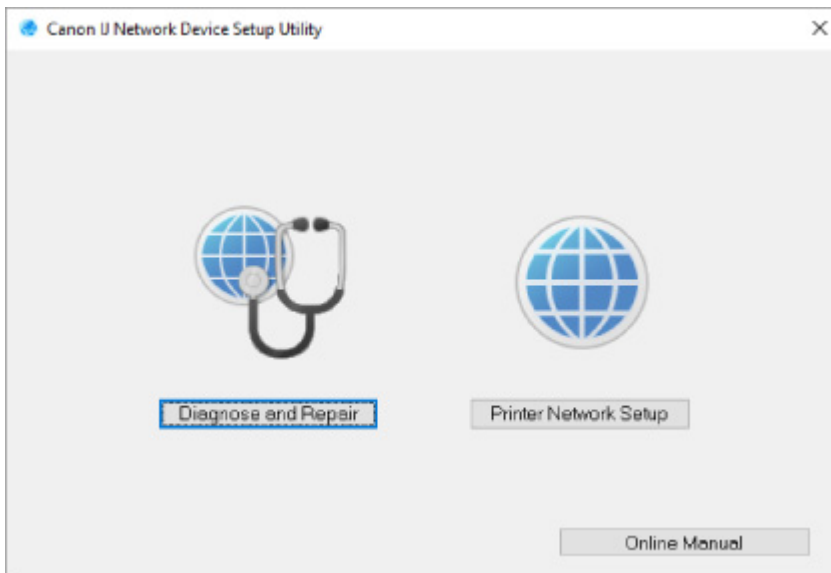 Canon IJ Network Device Setup Utility
Diagnose and Repair
Printer Network Setup
Online Manual